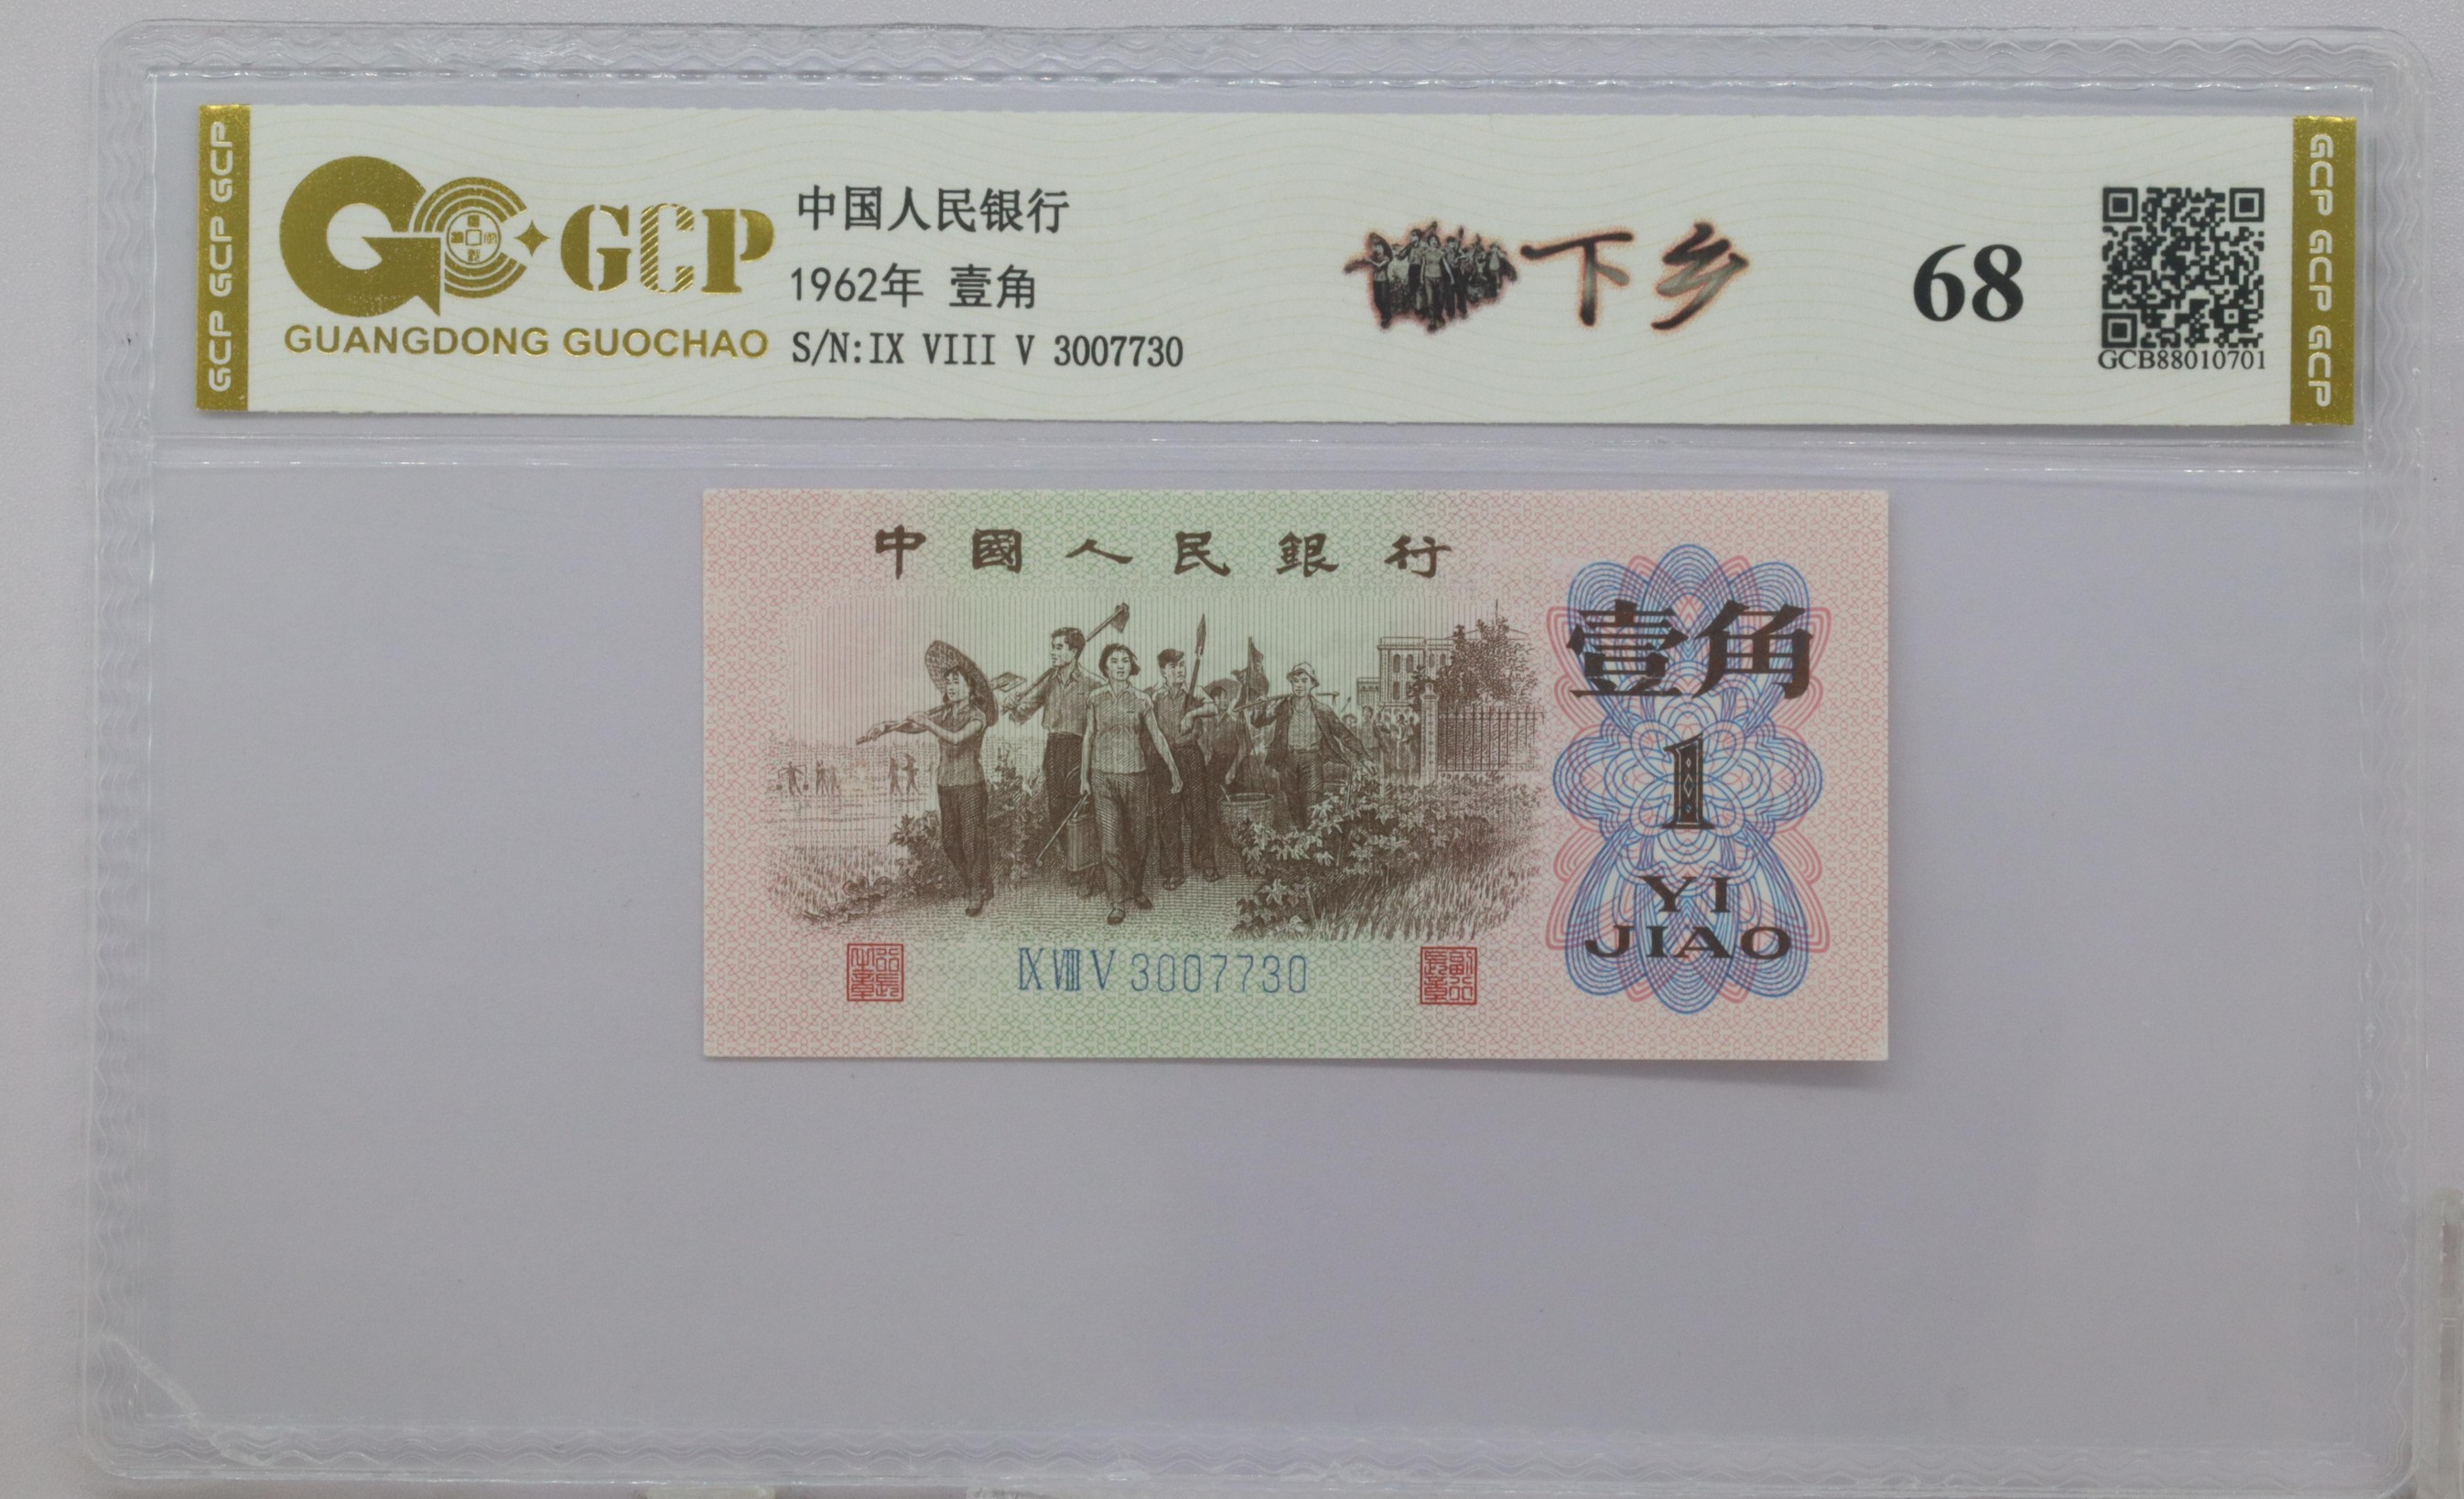 GCP GCP GCP
GCP
GUANGDONG GUOCHAO
中国人民银行
1962年 壹角
S/N:IX VIII V 3007730
下乡
68
GCB88010701
GCP GCP GCP
中國人民銀行
壹角
1
YI
JIAO
IX VIII V 3007730